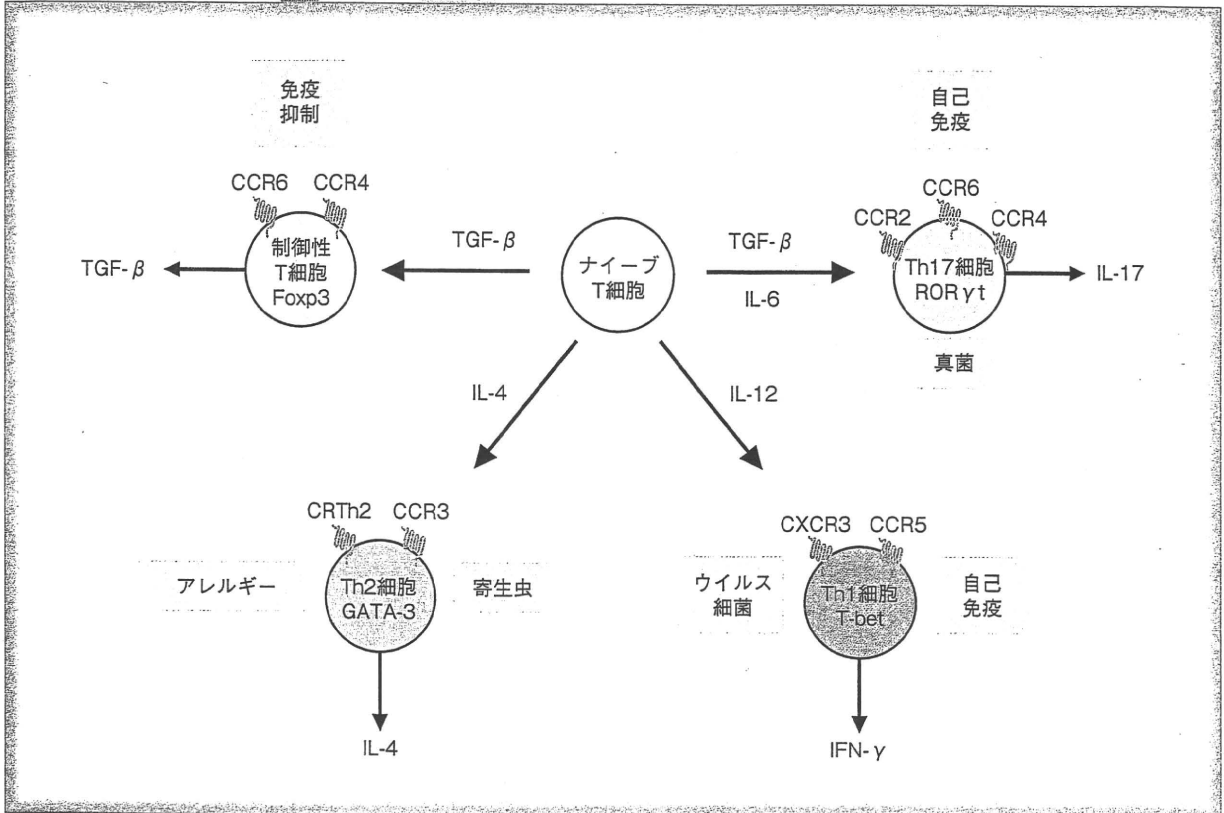 免疫
抑制
自己
免疫
CCR6 CCR4
CCR6
CCR2
CCR4
TGF-β
制御性
T細胞
Foxp3
TGF-β
ナイーブ
T細胞
TGF-β
IL-6
Th17細胞
RORγt
IL-17
真菌
IL-4
IL-12
CRTh2 CCR3
CXCR3 CCR5
アレルギー
Th2細胞
GATA-3
寄生虫
ウイルス
細菌
Th1細胞
T-bet
自己
免疫
IL-4
IFN-γ